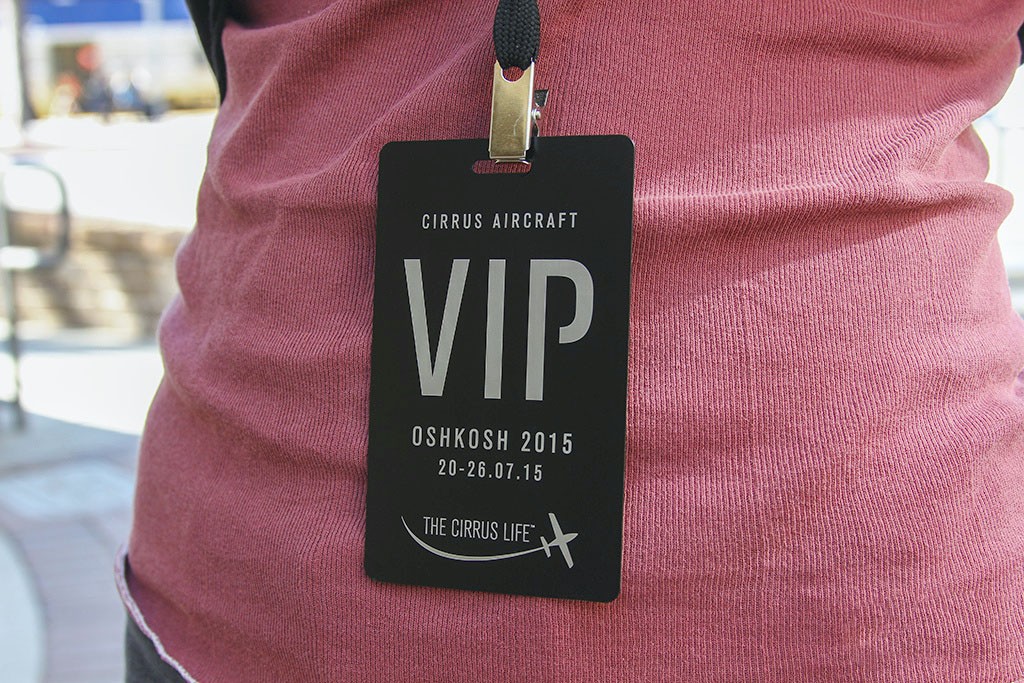 CIRRUS AIRCRAFT
VIP
OSHKOSH 2015
20-26.07.15
THE CIRRUS LIFE™